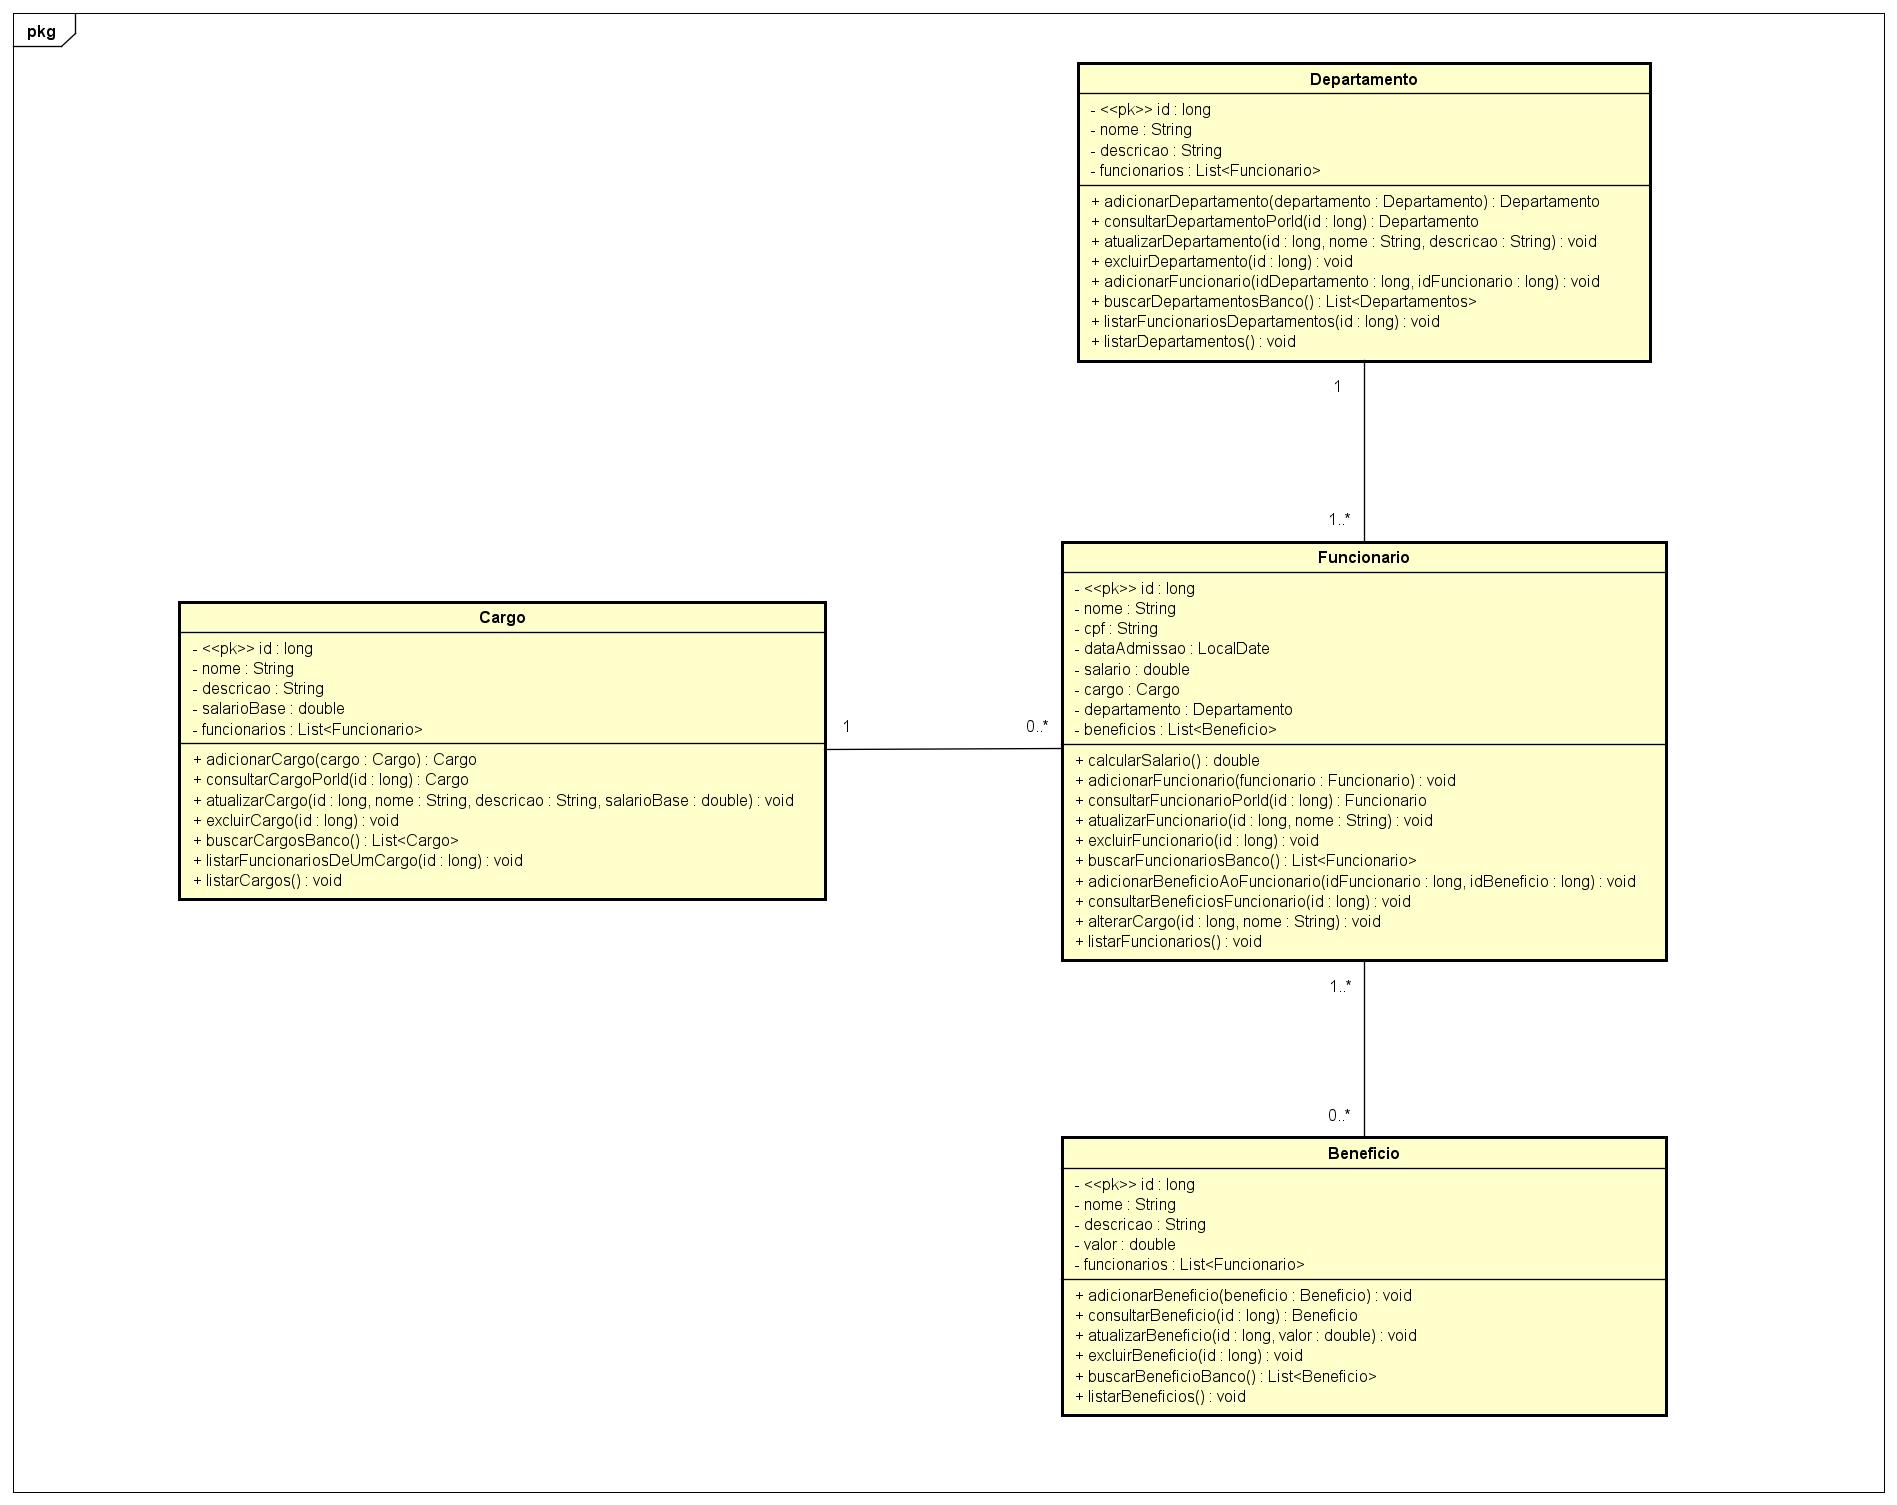 pkg
Departamento
- <<pk>> id : long
- nome : String
- descricao : String
- funcionarios : List<Funcionario>
+ adicionarDepartamento(departamento : Departamento) : Departamento
+ consultarDepartamentoPorId(id : long) : Departamento
+ atualizarDepartamento(id : long, nome : String, descricao : String) : void
+ excluirDepartamento(id : long) : void
+ adicionarFuncionario(idDepartamento : long, idFuncionario : long) : void
+ buscarDepartamentosBanco() : List<Departamentos>
+ listarFuncionariosDepartamentos(id : long) : void
+ listarDepartamentos() : void
1
1..*
Cargo
- <<pk>> id : long
- nome : String
- descricao : String
- salarioBase : double
- funcionarios : List<Funcionario>
+ adicionarCargo(cargo : Cargo) : Cargo
+ consultarCargoPorId(id : long) : Cargo
+ atualizarCargo(id : long, nome : String, descricao : String, salarioBase : double) : void
+ excluirCargo(id : long) : void
+ buscarCargosBanco() : List<Cargo>
+ listarFuncionariosDeUmCargo(id : long) : void
+ listarCargos() : void
1
0..*
Funcionario
- <<pk>> id : long
- nome : String
- cpf : String
- dataAdmissao : LocalDate
- salario : double
- cargo : Cargo
- departamento : Departamento
- beneficios : List<Beneficio>
+ calcularSalario() : double
+ adicionarFuncionario(funcionario : Funcionario) : void
+ consultarFuncionarioPorId(id : long) : Funcionario
+ atualizarFuncionario(id : long, nome : String) : void
+ excluirFuncionario(id : long) : void
+ buscarFuncionariosBanco() : List<Funcionario>
+ adicionarBeneficioAoFuncionario(idFuncionario : long, idBeneficio : long) : void
+ consultarBeneficiosFuncionario(id : long) : void
+ alterarCargo(id : long, nome : String) : void
+ listarFuncionarios() : void
1..*
0..*
Beneficio
- <<pk>> id : long
- nome : String
- descricao : String
- valor : double
- funcionarios : List<Funcionario>
+ adicionarBeneficio(beneficio : Beneficio) : void
+ consultarBeneficio(id : long) : Beneficio
+ atualizarBeneficio(id : long, valor : double) : void
+ excluirBeneficio(id : long) : void
+ buscarBeneficioBanco() : List<Beneficio>
+ listarBeneficios() : void